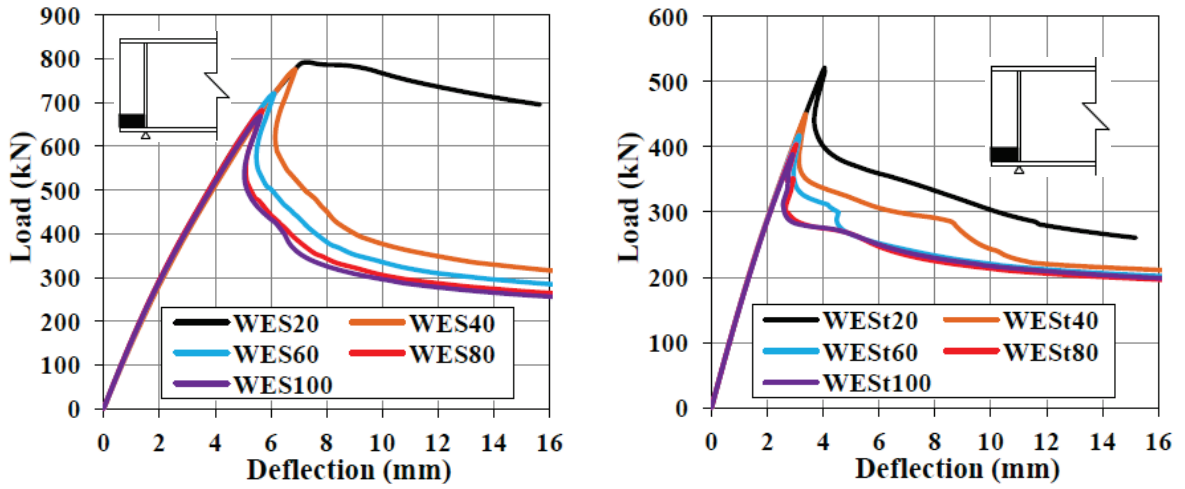 900
800
700
600
500
400
300
200
100
0
Load (kN)
WES20 WES40
WES60 WES80
WES100
0 2 4 6 8 10 12 14 16
Deflection (mm)
600
500
400
300
200
100
0
Load (kN)
WESt20 WESt40
WESt60 WESt80
WESt100
0 2 4 6 8 10 12 14 16
Deflection (mm)